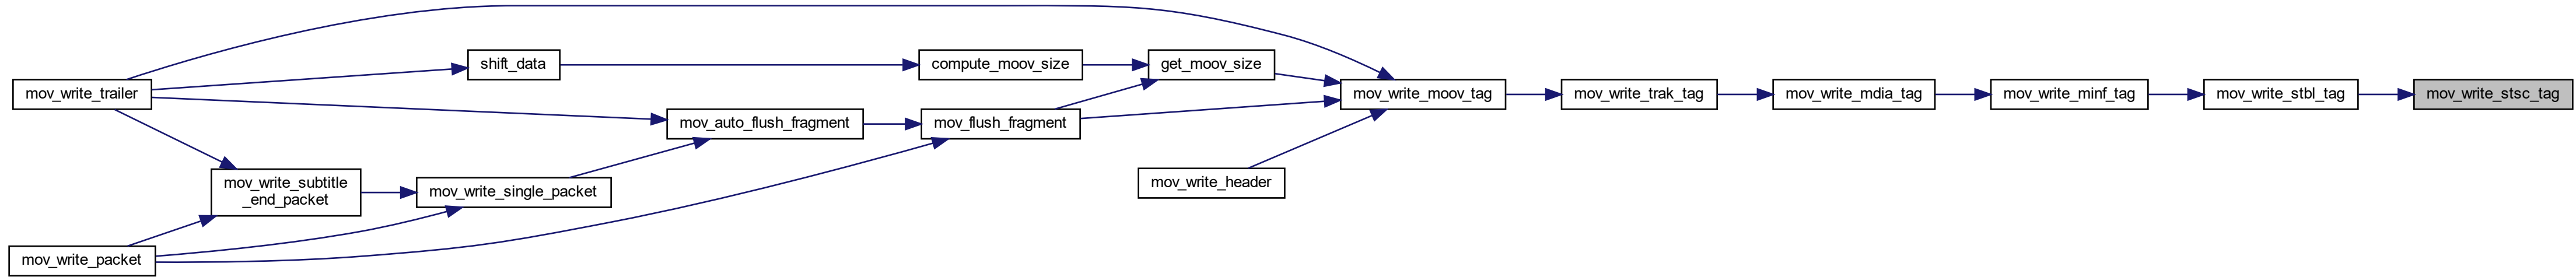 mov_write_trailer
shift_data
compute_moov_size
get_moov_size
mov_auto_flush_fragment
mov_flush_fragment
mov_write_moov_tag
mov_write_trak_tag
mov_write_mdia_tag
mov_write_minf_tag
mov_write_stbl_tag
mov_write_stsc_tag
mov_write_subtitle
_end_packet
mov_write_single_packet
mov_write_header
mov_write_packet